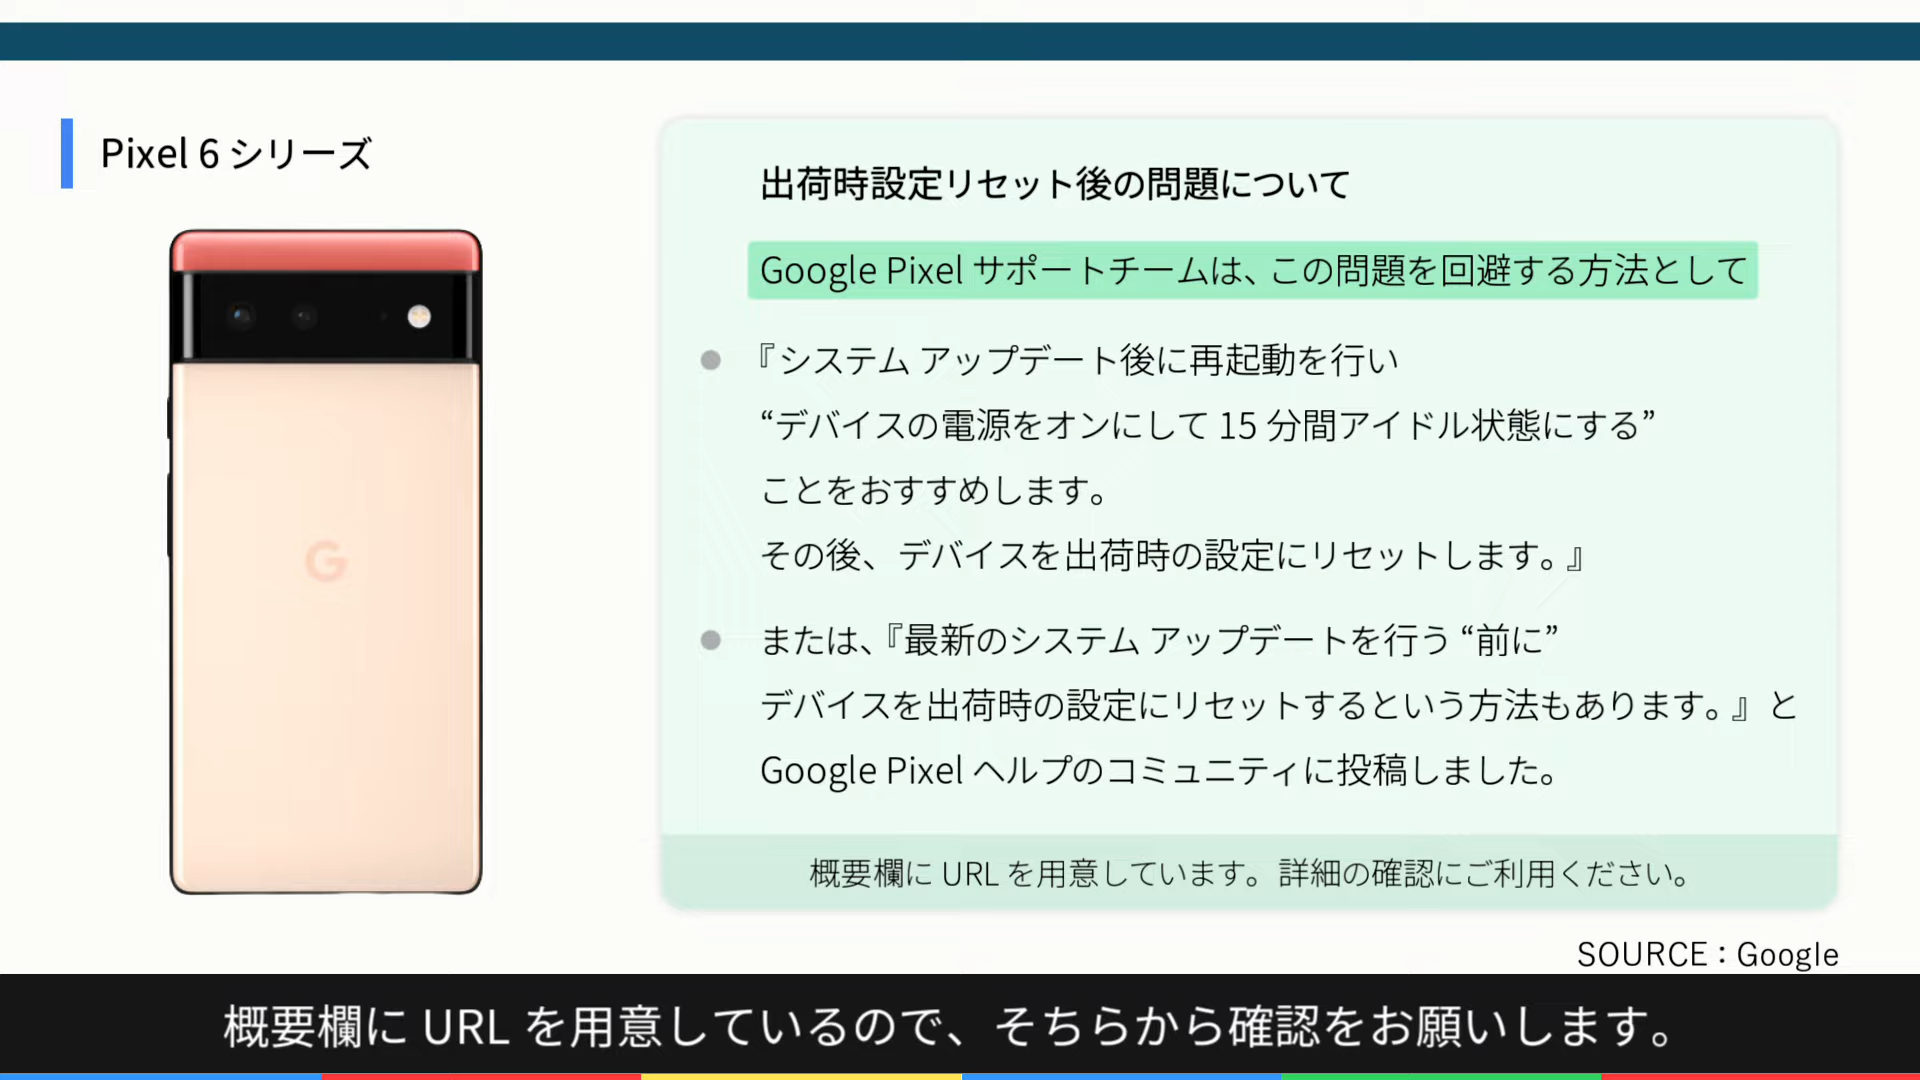 Pixel 6 シリーズ
出荷時設定リセット後の問題について
Google Pixel サポートチームは、この問題を回避する方法として
『システム アップデート後に再起動を行い
“デバイスの電源をオンにして 15 分間アイドル状態にする”
ことをおすすめします。
その後、デバイスを出荷時の設定にリセットします。』
または、『最新のシステム アップデートを行う “前に”
デバイスを出荷時の設定にリセットするという方法もあります。』と
Google Pixel ヘルプのコミュニティに投稿しました。
概要欄に URL を用意しています。詳細の確認にご利用ください。
G
SOURCE：Google
概要欄に URL を用意しているので、そちらから確認をお願いします。